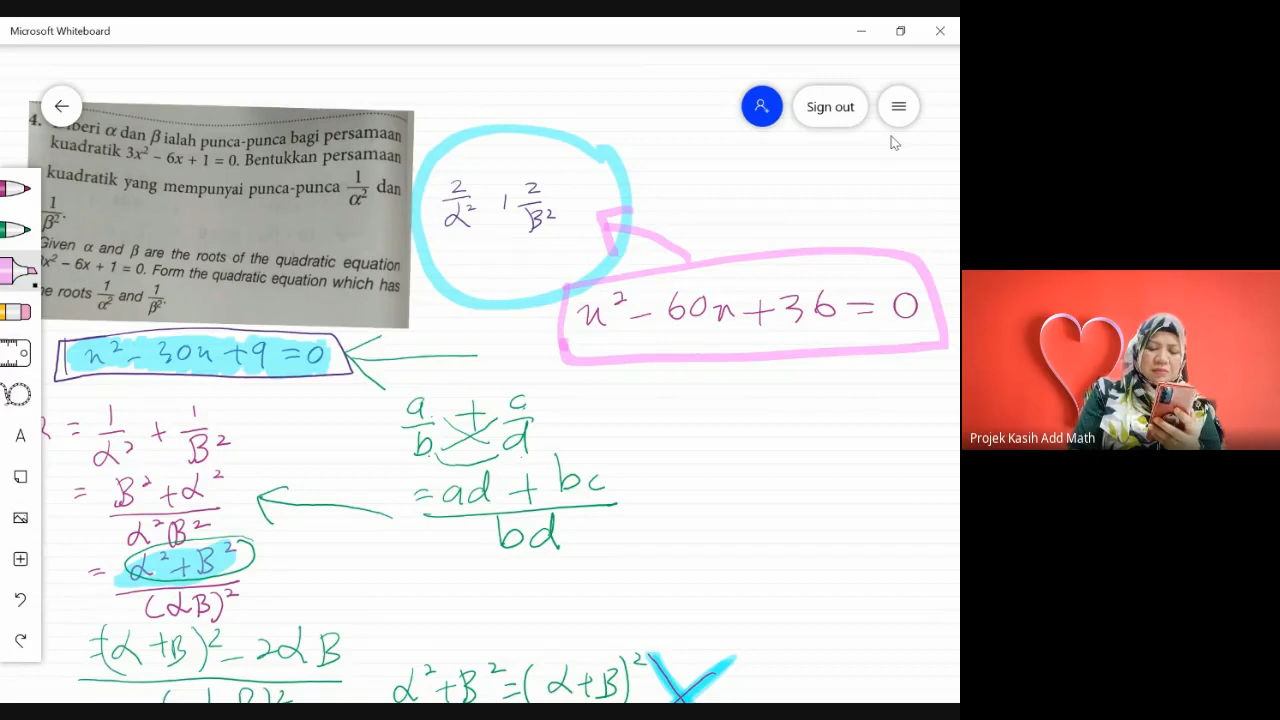 Microsoft Whiteboard
Sign out
4. beri α dan β ialah punca-punca bagi persamaan
kuadratik 3x² − 6x + 1 = 0. Bentukkan persamaan
kuadratik yang mempunyai punca-punca 1/α² dan
1/β².
Given α and β are the roots of the quadratic equation
x² − 6x + 1 = 0. Form the quadratic equation which has
e roots 1/α² and 1/β².
2/α² , 2/β²
x² − 60x + 36 = 0
x² − 30x + 9 = 0
= 1/α² + 1/β²
= β² + α² / α²β²
= α² + β² / (αβ)²
(α + β)² − 2αβ
a/b + c/d
= ad + bc / bd
α² + β² = (α + β)²
A
Projek Kasih Add Math